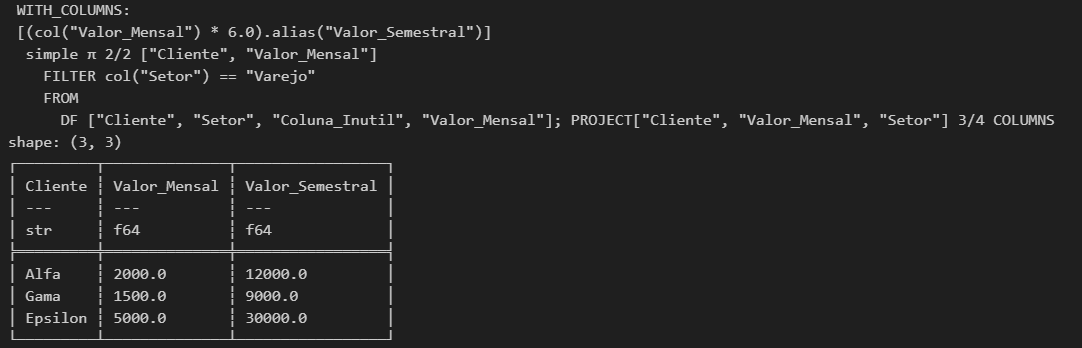 WITH_COLUMNS:
[(col("Valor_Mensal") * 6.0).alias("Valor_Semestral")]
simple π 2/2 ["Cliente", "Valor_Mensal"]
FILTER col("Setor") == "Varejo"
FROM
DF ["Cliente", "Setor", "Coluna_Inutil", "Valor_Mensal"]; PROJECT["Cliente", "Valor_Mensal", "Setor"] 3/4 COLUMNS
shape: (3, 3)
Cliente ┆ Valor_Mensal ┆ Valor_Semestral
--- ┆ --- ┆ ---
str ┆ f64 ┆ f64
Alfa ┆ 2000.0 ┆ 12000.0
Gama ┆ 1500.0 ┆ 9000.0
Epsilon ┆ 5000.0 ┆ 30000.0